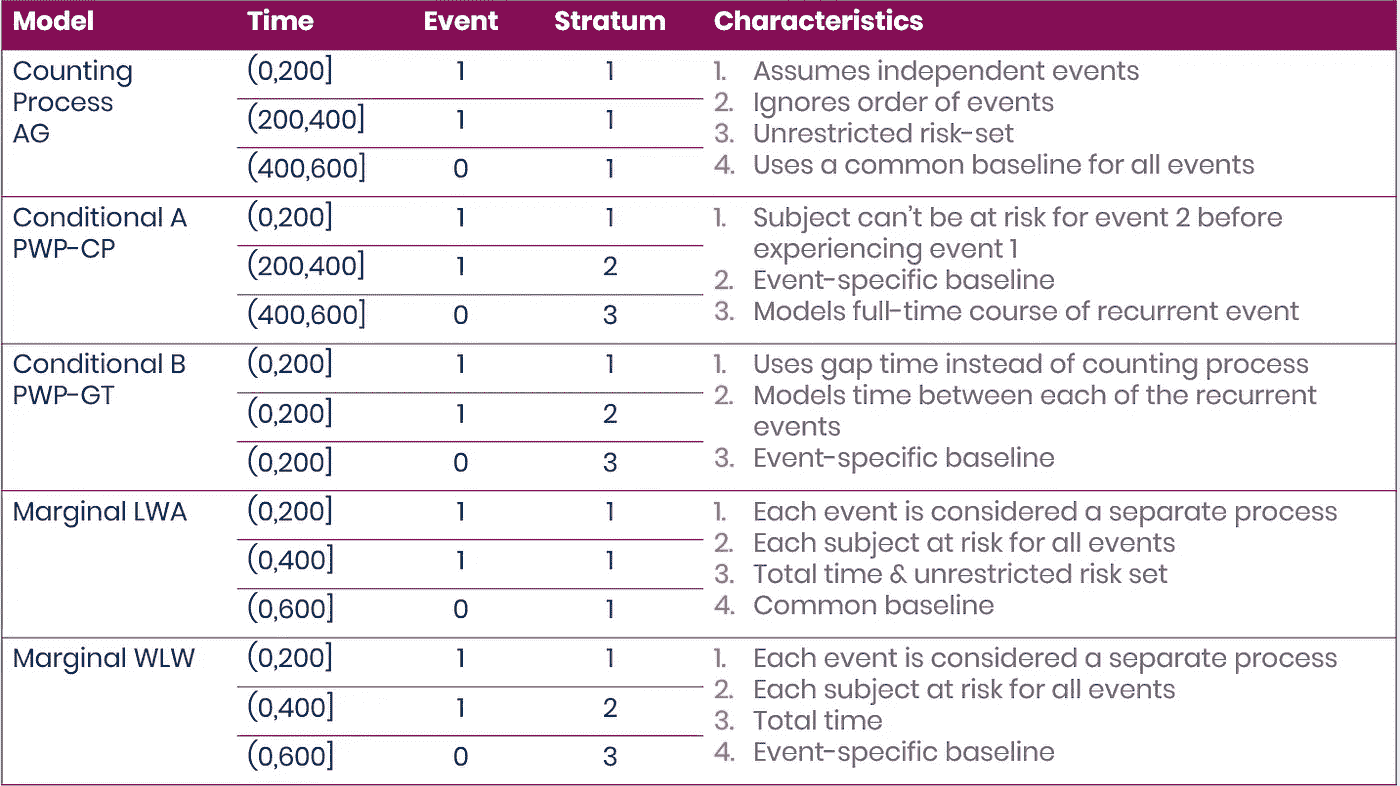 Model Time Event Stratum Characteristics
Counting (0,200] 1 1 1. Assumes independent events
Process 2. Ignores order of events
(200,400] 1 1
AG 3. Unrestricted risk-set
(400,600] 0 1 4. Uses a common baseline for all events
Conditional A (0,200] 1 1 1. Subject can't be at risk for event 2 before
PWP-CP experiencing event 1
(200,400] 1 2 2. Event-specific baseline
(400,600] 0 3 3. Models full-time course of recurrent event
Conditional B (0,200] 1 1 1. Uses gap time instead of counting process
PWP-GT 2. Models time between each of the recurrent
(0,200] 1 2 events
(0,200] 0 3 3. Event-specific baseline
Marginal LWA (0,200] 1 1 1. Each event is considered a separate process
2. Each subject at risk for all events
(0,400] 1 1 3. Total time & unrestricted risk set
(0,600] 0 1 4. Common baseline
Marginal WLW (0,200] 1 1 1. Each event is considered a separate process
2. Each subject at risk for all events
(0,400] 1 2 3. Total time
(0,600] 0 3 4. Event-specific baseline